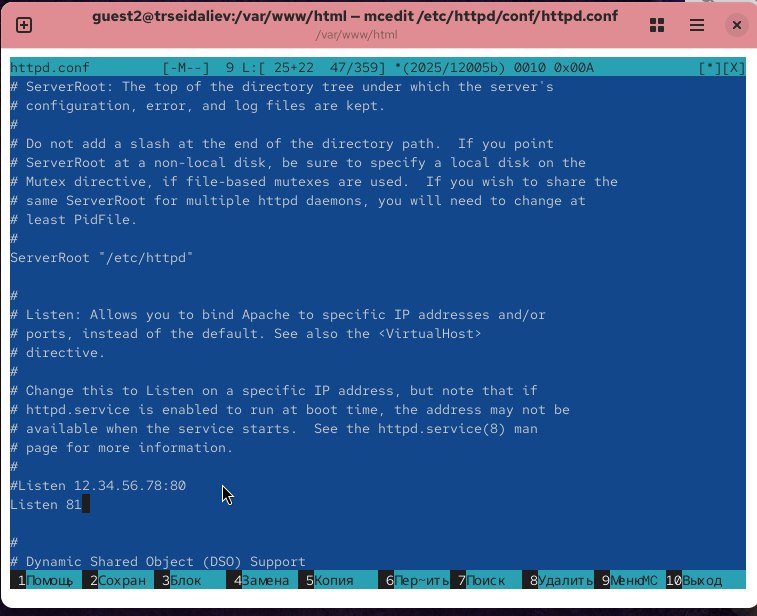 guest2@trseidaliev:/var/www/html — mcedit /etc/httpd/conf/httpd.conf
/var/www/html
httpd.conf [-M--] 9 L:[ 25+22 47/359] *(2025/12005b) 0010 0x00A [*][X]
# ServerRoot: The top of the directory tree under which the server's
# configuration, error, and log files are kept.
#
# Do not add a slash at the end of the directory path.  If you point
# ServerRoot at a non-local disk, be sure to specify a local disk on the
# Mutex directive, if file-based mutexes are used.  If you wish to share the
# same ServerRoot for multiple httpd daemons, you will need to change at
# least PidFile.
#
ServerRoot "/etc/httpd"
#
# Listen: Allows you to bind Apache to specific IP addresses and/or
# ports, instead of the default. See also the <VirtualHost>
# directive.
#
# Change this to Listen on a specific IP address, but note that if
# httpd.service is enabled to run at boot time, the address may not be
# available when the service starts.  See the httpd.service(8) man
# page for more information.
#
#Listen 12.34.56.78:80
Listen 81
#
# Dynamic Shared Object (DSO) Support
1Помощь 2Сохран 3Блок 4Замена 5Копия 6Пер~ить 7Поиск 8Удалить 9МенюMC 10Выход